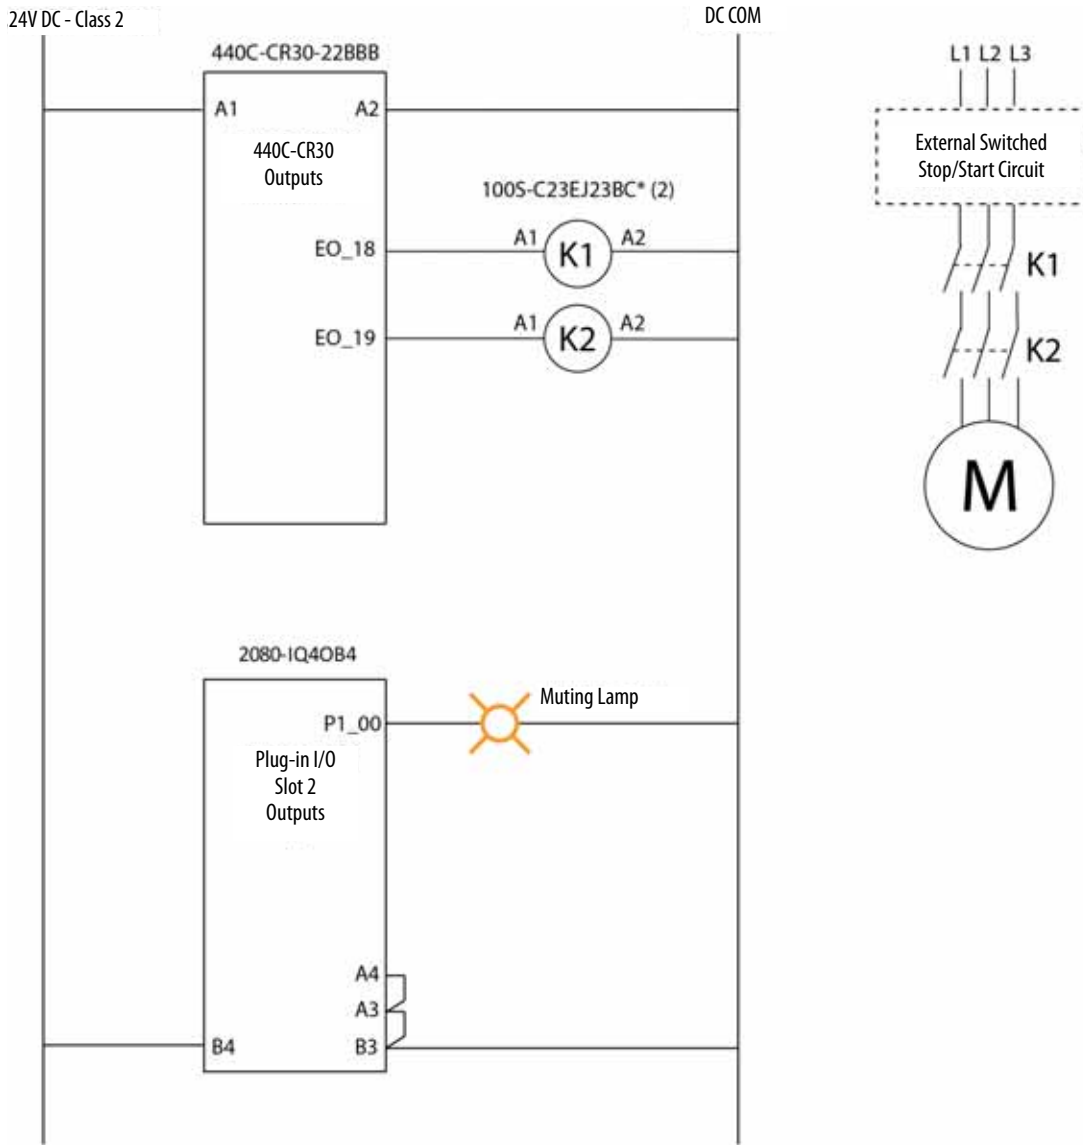 24V DC - Class 2
DC COM
440C-CR30-22BBB
A1
A2
440C-CR30
Outputs
100S-C23EJ23BC* (2)
EO_18
A1
K1
A2
EO_19
A1
K2
A2
L1 L2 L3
External Switched
Stop/Start Circuit
K1
K2
M
2080-IQ4OB4
P1_00
Muting Lamp
Plug-in I/O
Slot 2
Outputs
A4
A3
B4
B3